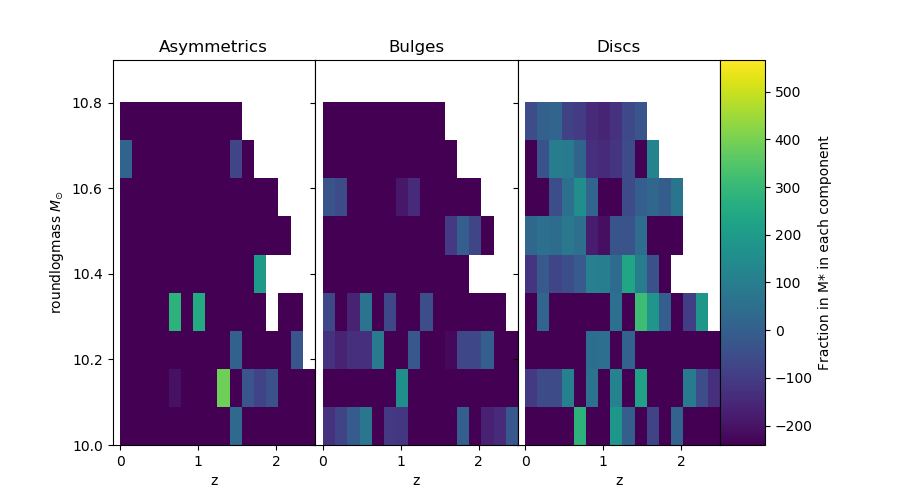 Asymmetrics Bulges Discs
10.8
10.6
10.4
10.2
10.0
roundlogmass M⊙
0 1 2
0 1 2
0 1 2
z z z
500
400
300
200
100
0
−100
−200
Fraction in M* in each component